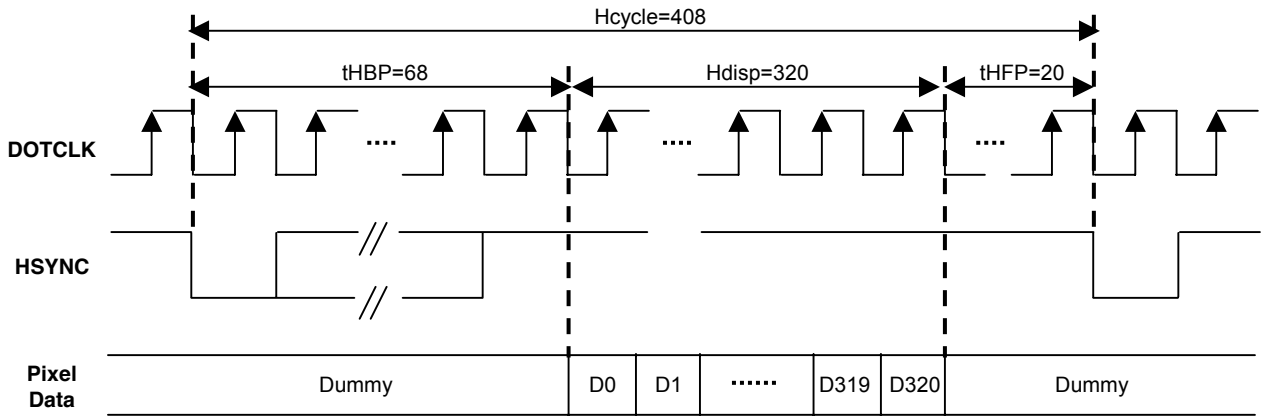 Hcycle=408
tHBP=68 Hdisp=320 tHFP=20
DOTCLK
HSYNC
Pixel
Data
Dummy D0 D1 ...... D319 D320 Dummy